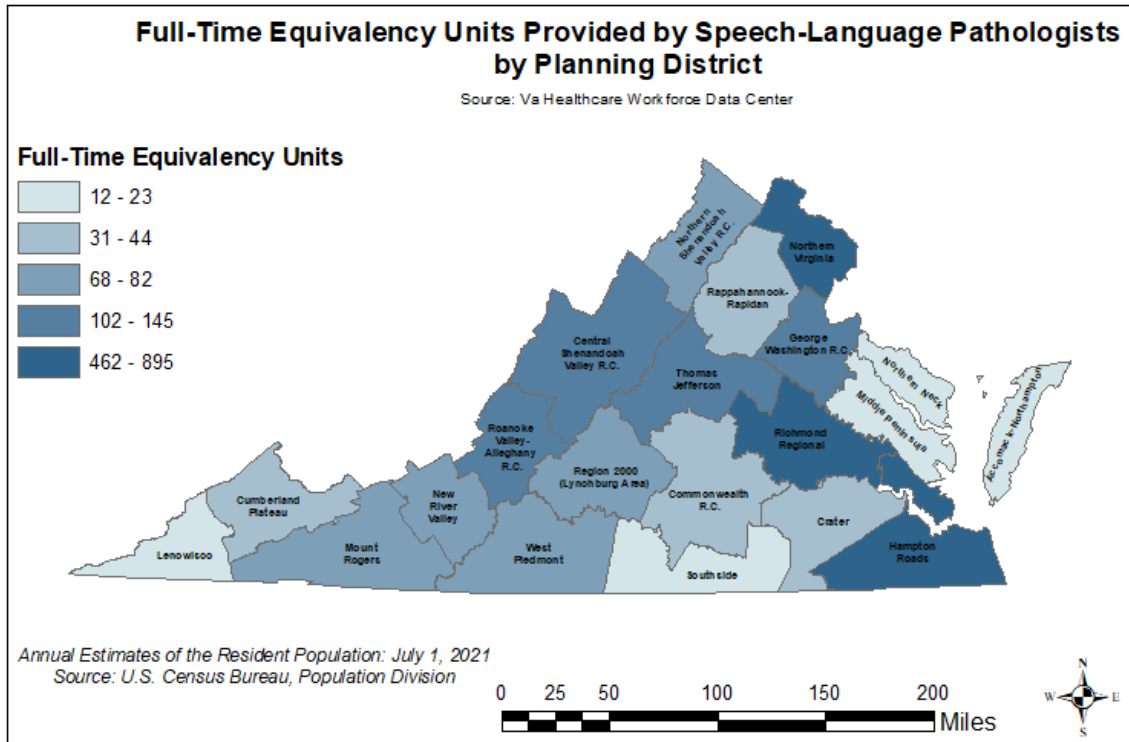 Full-Time Equivalency Units Provided by Speech-Language Pathologists
by Planning District
Source: Va Healthcare Workforce Data Center
Full-Time Equivalency Units
12 - 23
31 - 44
68 - 82
102 - 145
462 - 895
Northern
Shenandoah
Valley R.C.
Northern
Virginia
Rappahannock-
Rapidan
Central
Shenandoah
Valley R.C.
George
Washington R.C.
Thomas
Jefferson
Northern Neck
Middle Peninsula
Accomack-Northampton
Roanoke
Valley-
Alleghany
R.C.
Richmond
Regional
Region 2000
(Lynchburg Area)
Commonwealth
R.C.
Cumberland
Plateau
New
River
Valley
Crater
Lenowisco
Mount
Rogers
West
Piedmont
Southside
Hampton
Roads
Annual Estimates of the Resident Population: July 1, 2021
Source: U.S. Census Bureau, Population Division
0 25 50 100 150 200
Miles
N
W E
S